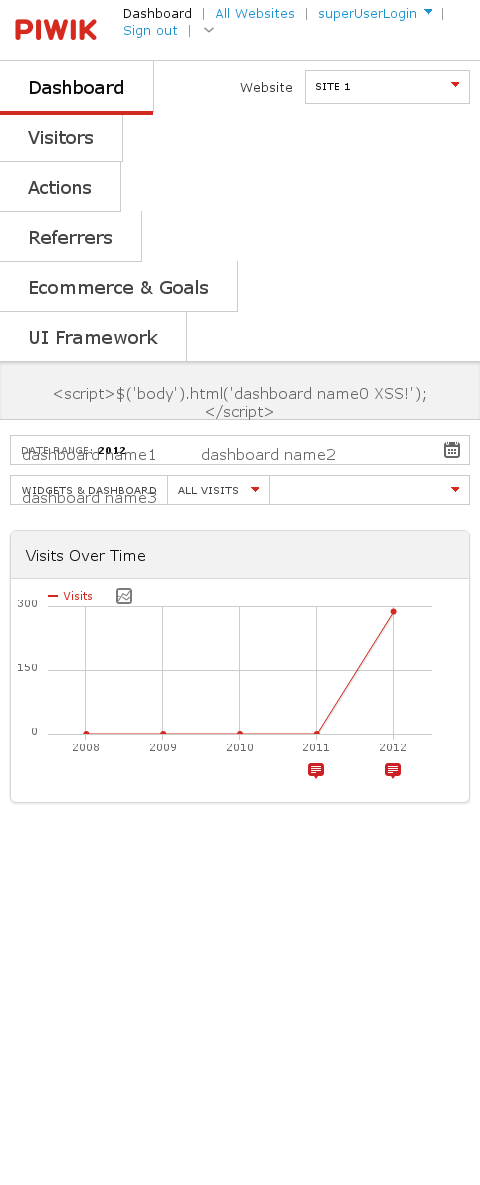 PIWIK
Dashboard | All Websites | superUserLogin |
Sign out |
Dashboard
Website SITE 1
Visitors
Actions
Referrers
Ecommerce & Goals
UI Framework
<script>$('body').html('dashboard name0 XSS!');
</script>
DATE RANGE: 2012
dashboard name1 dashboard name2
WIDGETS & DASHBOARD ALL VISITS
dashboard name3
Visits Over Time
Visits
300
150
0
2008 2009 2010 2011 2012